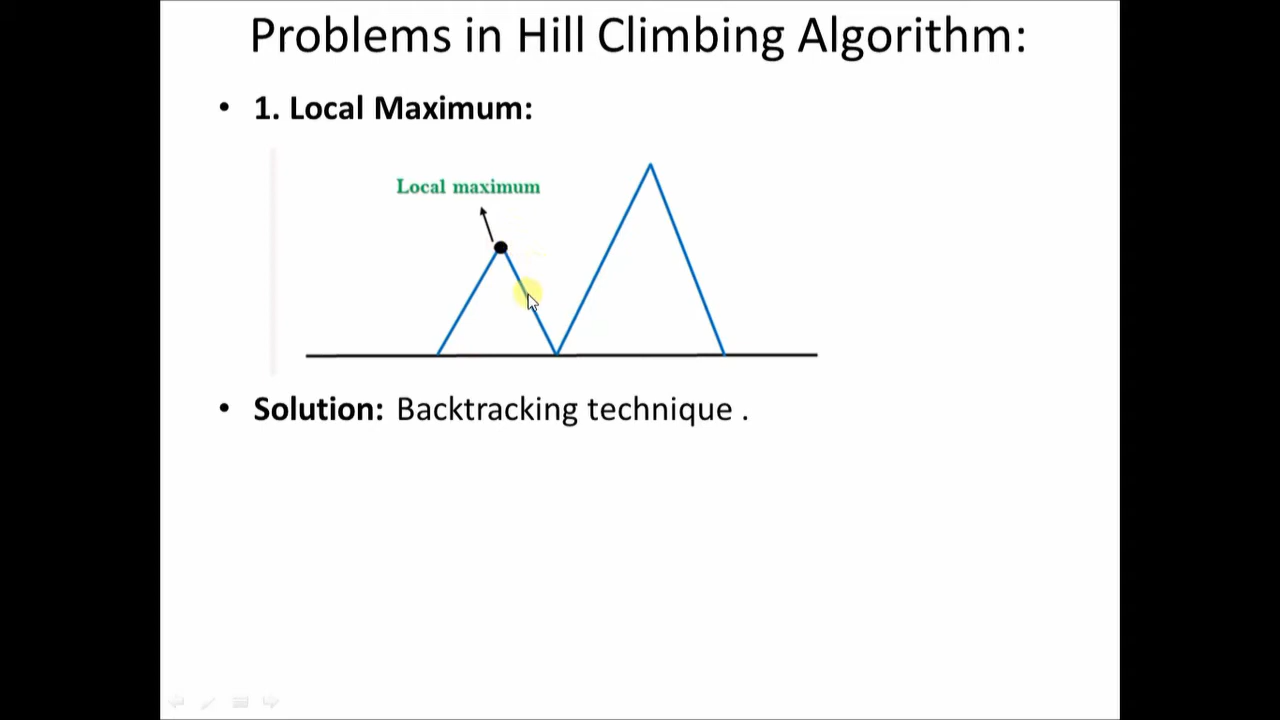 Problems in Hill Climbing Algorithm:
• 1. Local Maximum:
Local maximum
• Solution: Backtracking technique .